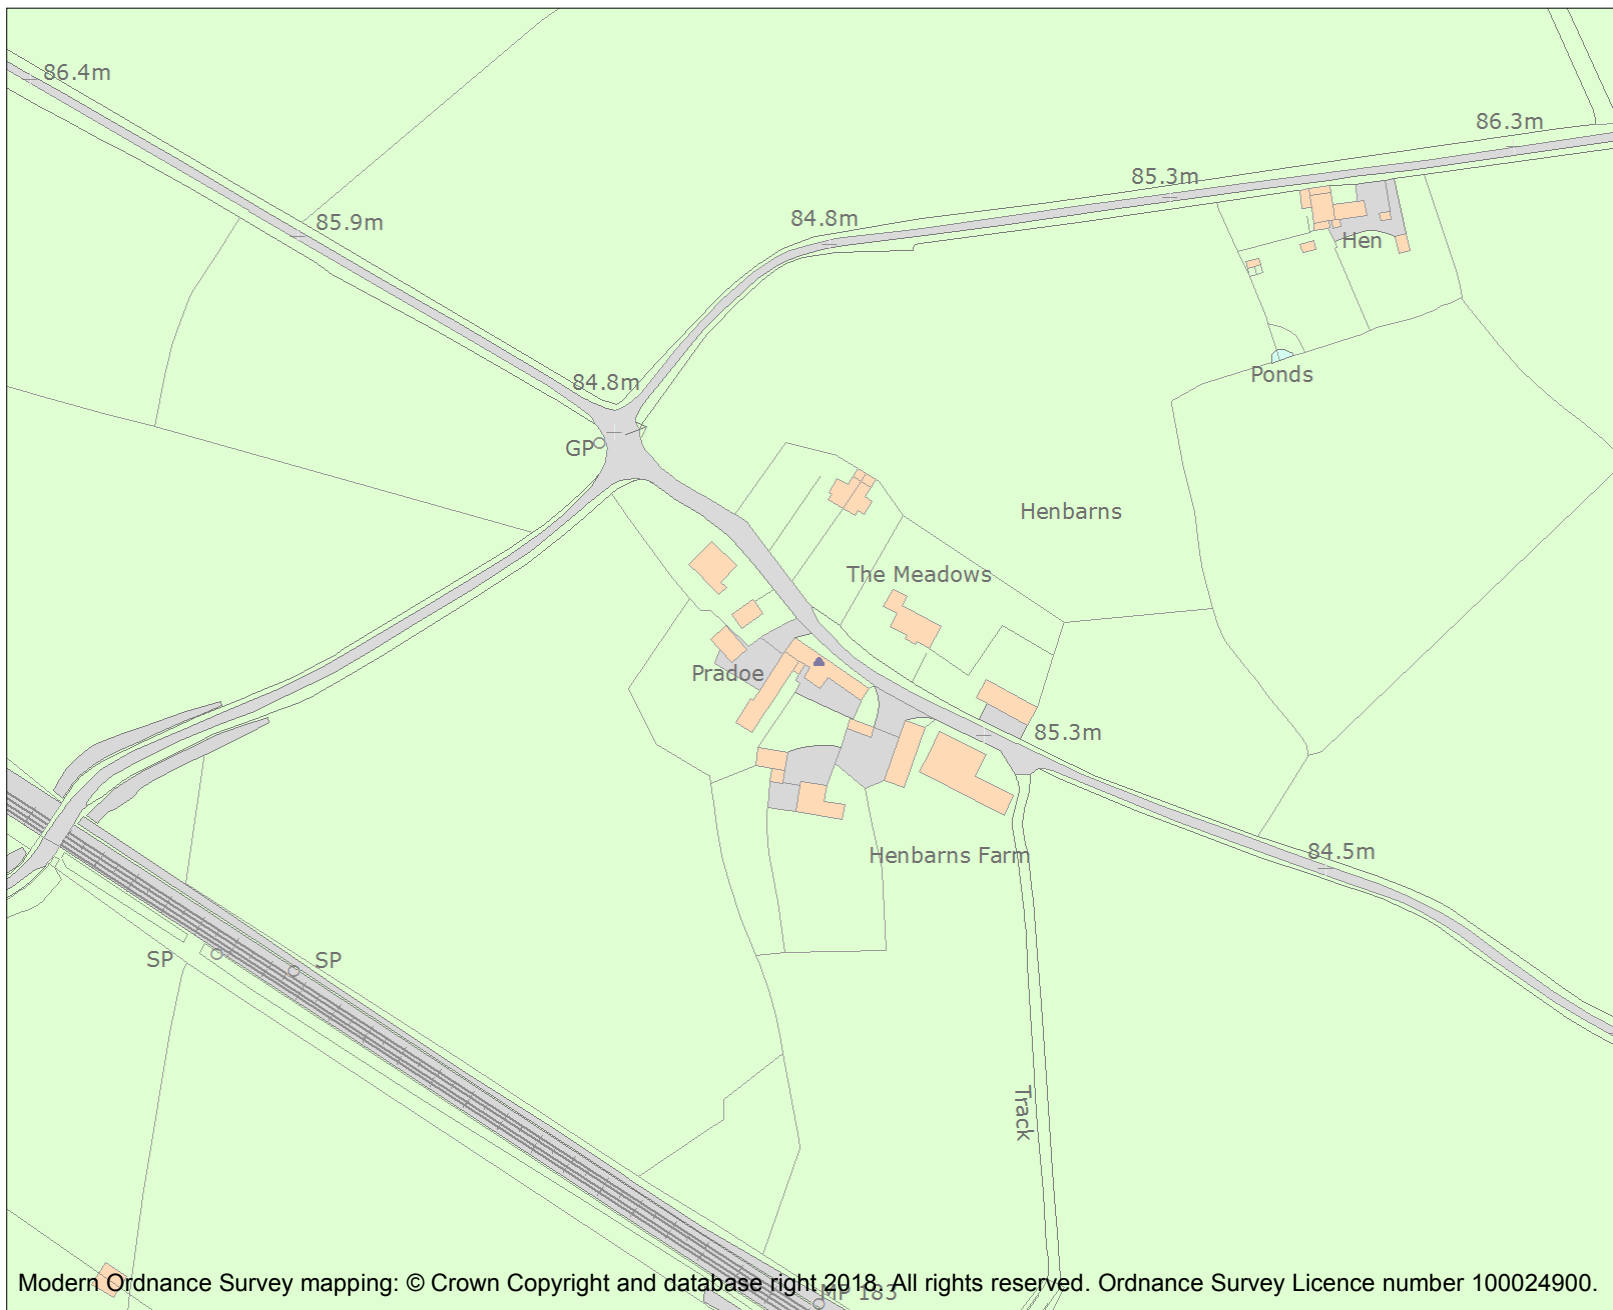 86.4m
86.3m
85.3m
84.8m
85.9m
Hen
Ponds
84.8m
GP
Henbarns
The Meadows
Pradoe
85.3m
84.5m
Henbarns Farm
SP
SP
Track
Modern Ordnance Survey mapping: © Crown Copyright and database right 2018. All rights reserved. Ordnance Survey Licence number 100024900.
MP 183